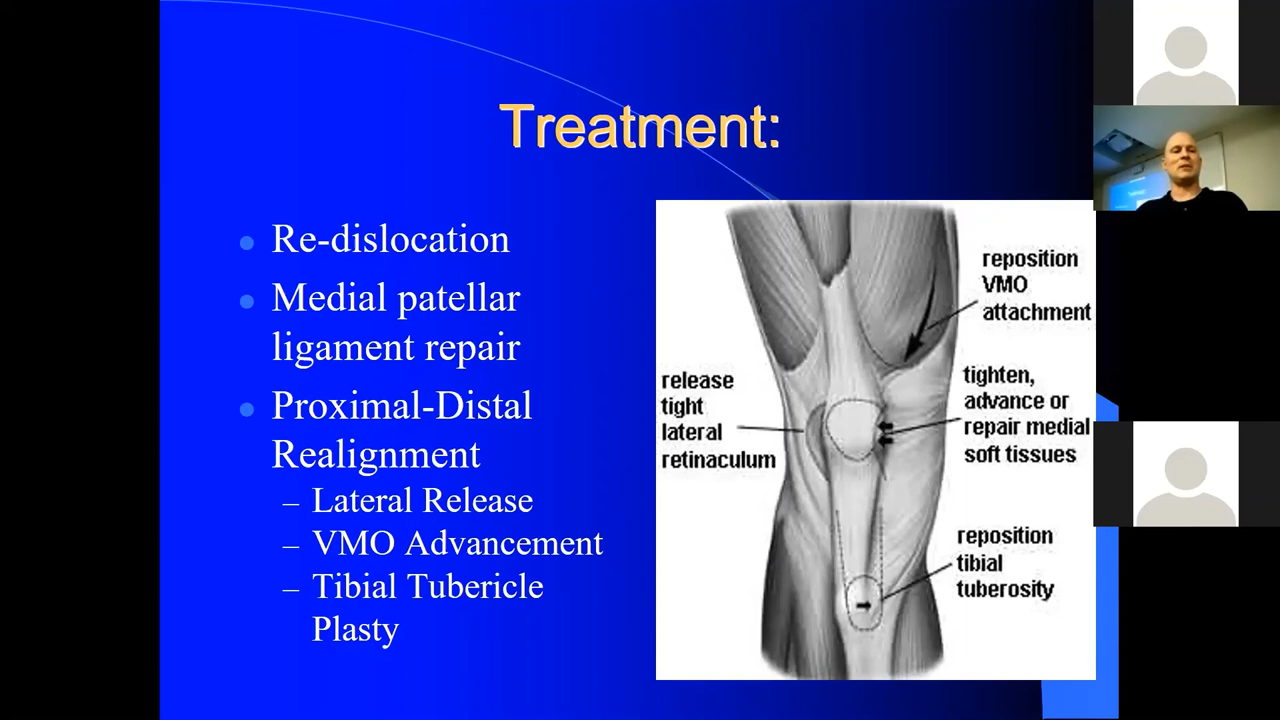 Treatment:
Re-dislocation
Medial patellar
ligament repair
Proximal-Distal
Realignment
– Lateral Release
– VMO Advancement
– Tibial Tubericle
Plasty
reposition
VMO
attachment
release
tight
lateral
retinaculum
tighten,
advance or
repair medial
soft tissues
reposition
tibial
tuberosity